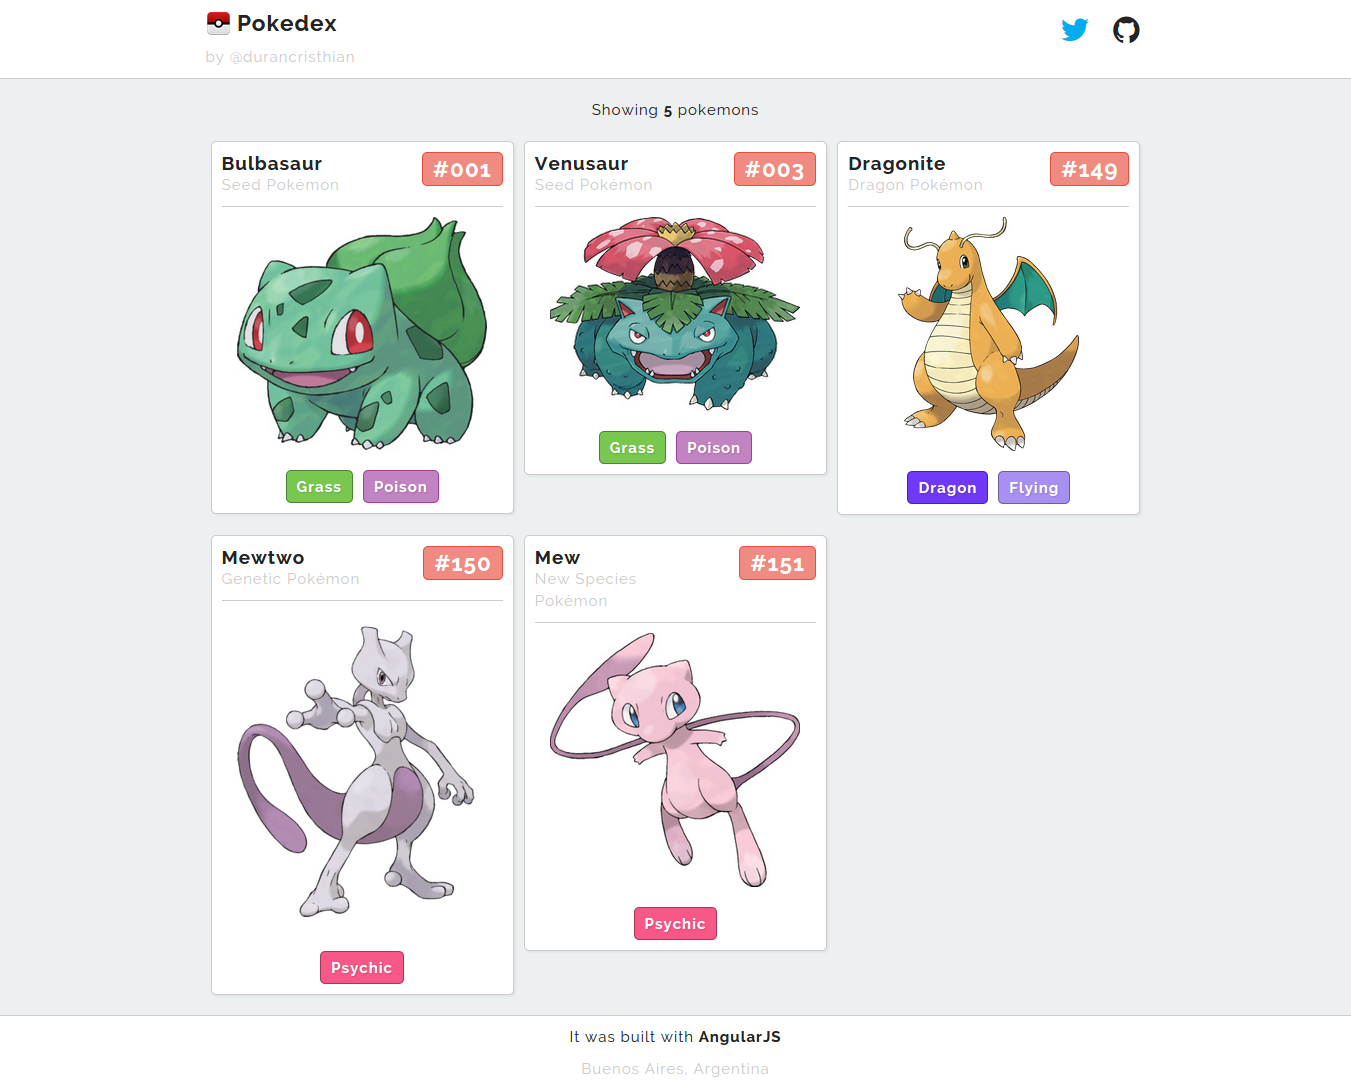 Pokedex
by @durancristhian
Showing 5 pokemons
Bulbasaur
#001
Seed Pokémon
Grass
Poison
Venusaur
#003
Seed Pokémon
Grass
Poison
Dragonite
#149
Dragon Pokémon
Dragon
Flying
Mewtwo
#150
Genetic Pokémon
Psychic
Mew
#151
New Species
Pokémon
Psychic
It was built with AngularJS
Buenos Aires, Argentina